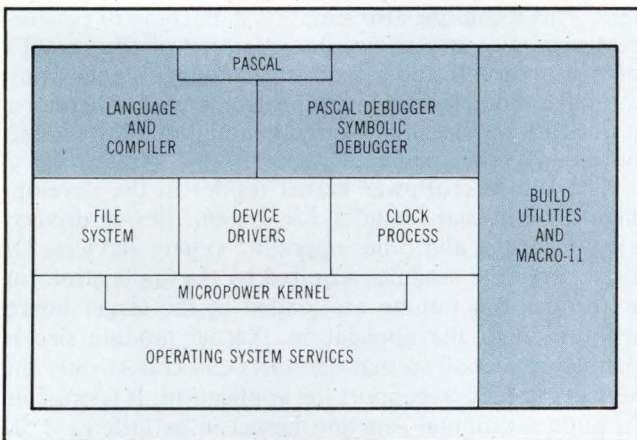 PASCAL
LANGUAGE
AND
COMPILER
PASCAL DEBUGGER
SYMBOLIC
DEBUGGER
FILE
SYSTEM
DEVICE
DRIVERS
CLOCK
PROCESS
BUILD
UTILITIES
AND
MACRO-11
MICROPOWER KERNEL
OPERATING SYSTEM SERVICES